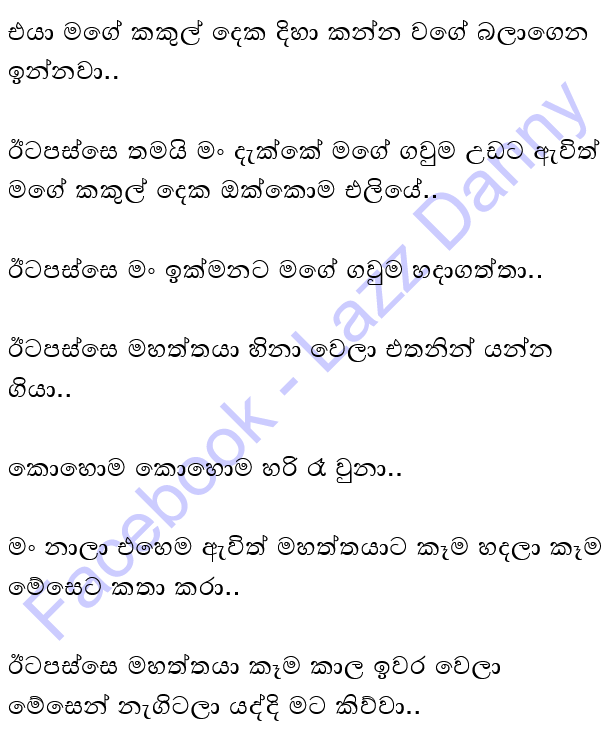 එයා මගේ කකුල් දෙක දිහා කන්න වගේ බලාගෙන
ඉන්නවා..
ඊටපස්සෙ තමයි මං දැක්කේ මගේ ගවුම උඩට ඇවිත්
මගේ කකුල් දෙක ඔක්කොම එලියේ..
ඊටපස්සෙ මං ඉක්මනට මගේ ගවුම හදාගත්තා..
ඊටපස්සෙ මහත්තයා හිනා වෙලා එතනින් යන්න
ගියා..
කොහොම කොහොම හරි රෑ වුනා..
මං නාලා එහෙම ඇවිත් මහත්තයාට කෑම හදලා කෑම
මේසෙට කතා කරා..
ඊටපස්සෙ මහත්තයා කෑම කාල ඉවර වෙලා
මේසෙන් නැගිටලා යද්දි මට කිව්වා..
Facebook - Lazz Danny